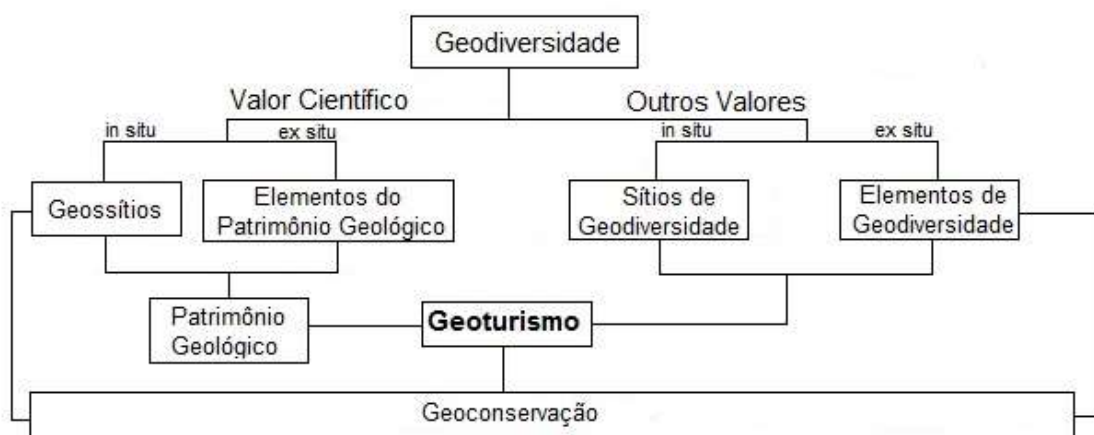 Geodiversidade
Valor Científico
Outros Valores
in situ
ex situ
in situ
ex situ
Geossítios
Elementos do
Patrimônio Geológico
Sítios de
Geodiversidade
Elementos de
Geodiversidade
Patrimônio
Geológico
Geoturismo
Geoconservação